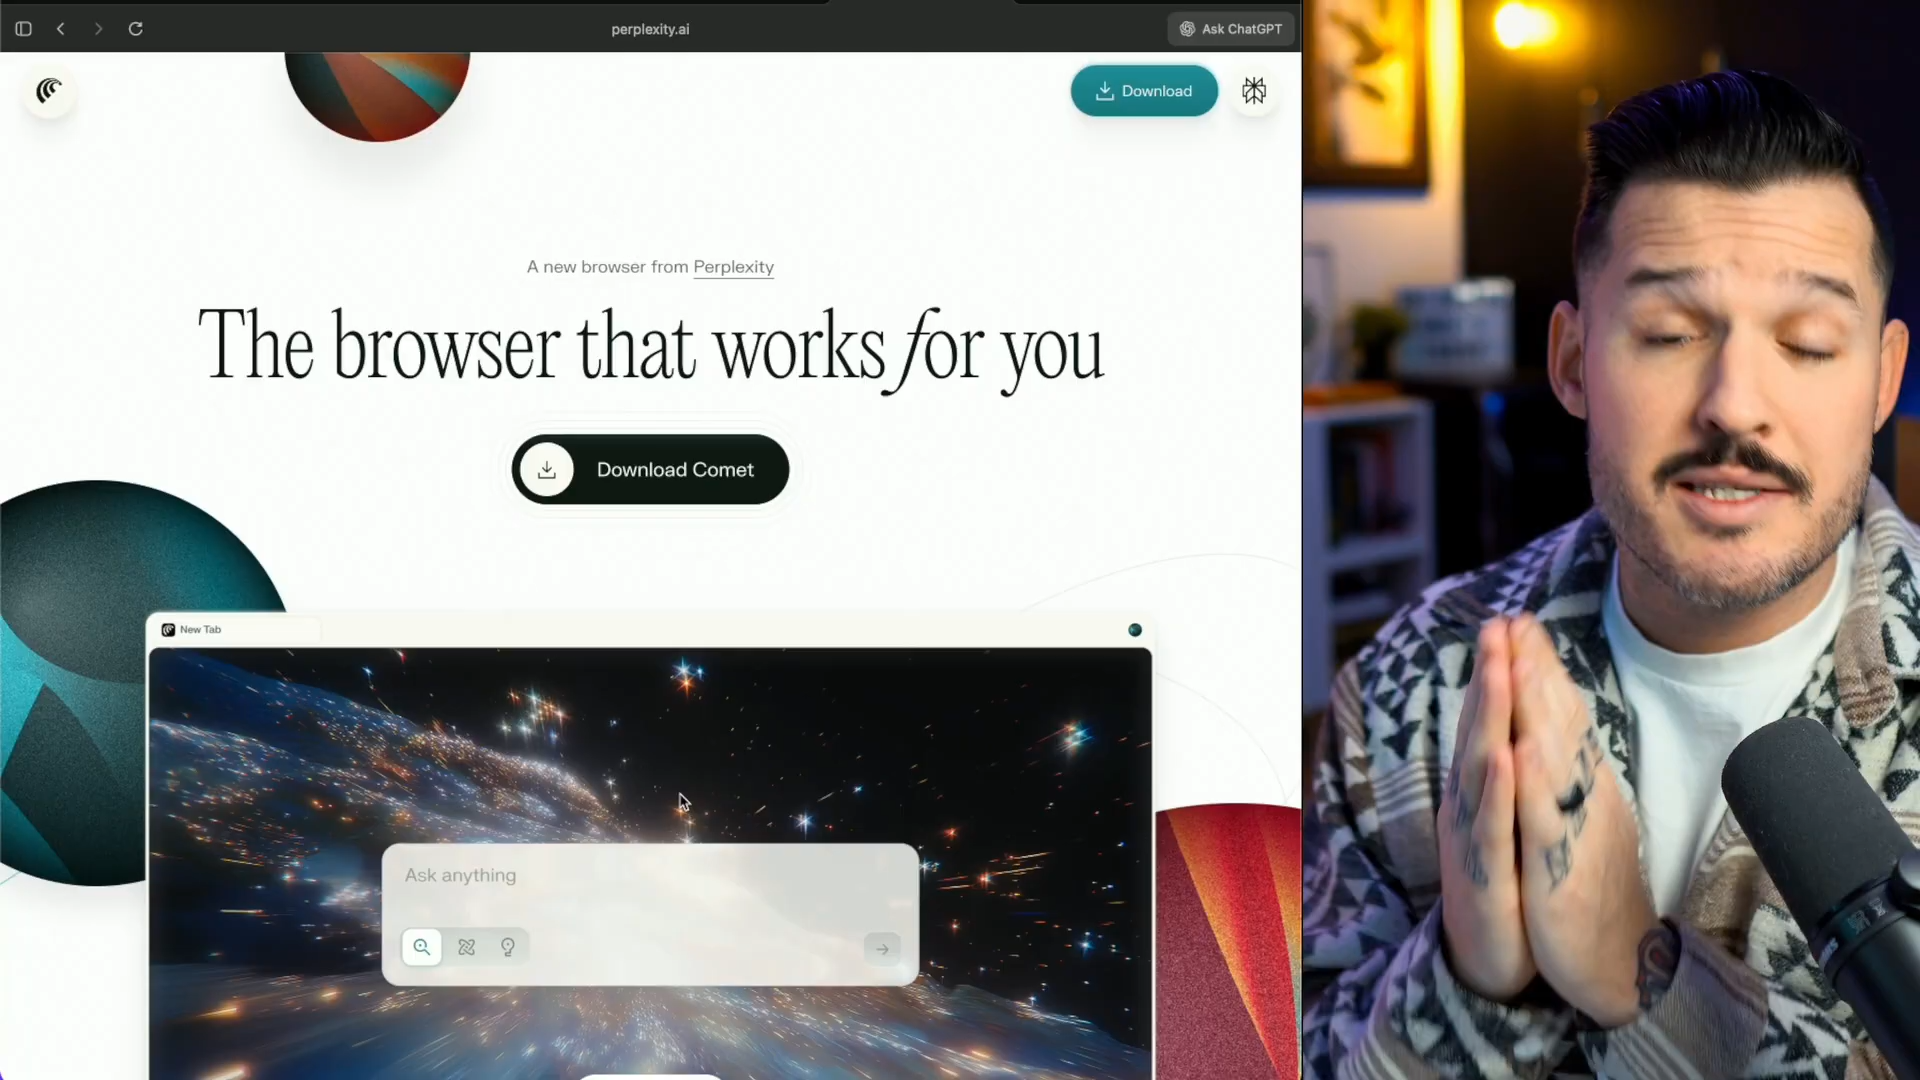 perplexity.ai
Ask ChatGPT
Download
A new browser from Perplexity
The browser that works for you
Download Comet
New Tab
Ask anything